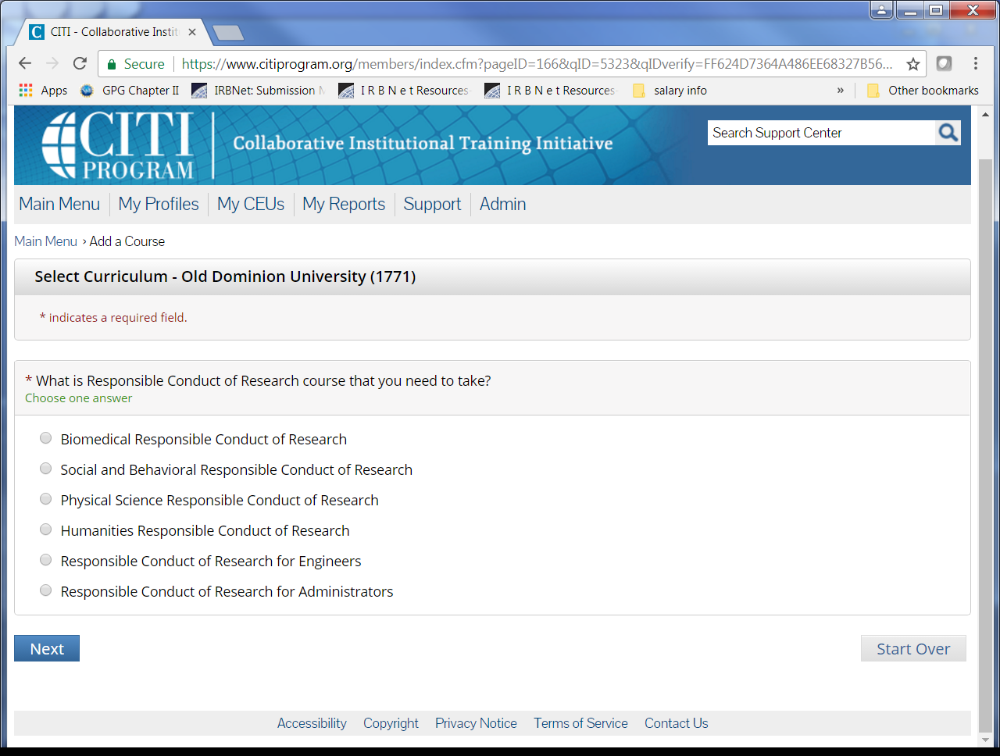 CITI - Collaborative Instit
Secure https://www.citiprogram.org/members/index.cfm?pageID=166&qID=5323&qIDverify=FF624D7364A486EE68327B56...
Apps GPG Chapter II IRBNet: Submission I R B N e t Resources I R B N e t Resources salary info » Other bookmarks
CITI PROGRAM
Collaborative Institutional Training Initiative
Search Support Center
Main Menu My Profiles My CEUs My Reports Support Admin
Main Menu › Add a Course
Select Curriculum - Old Dominion University (1771)
* indicates a required field.
* What is Responsible Conduct of Research course that you need to take?
Choose one answer
Biomedical Responsible Conduct of Research
Social and Behavioral Responsible Conduct of Research
Physical Science Responsible Conduct of Research
Humanities Responsible Conduct of Research
Responsible Conduct of Research for Engineers
Responsible Conduct of Research for Administrators
Next Start Over
Accessibility Copyright Privacy Notice Terms of Service Contact Us